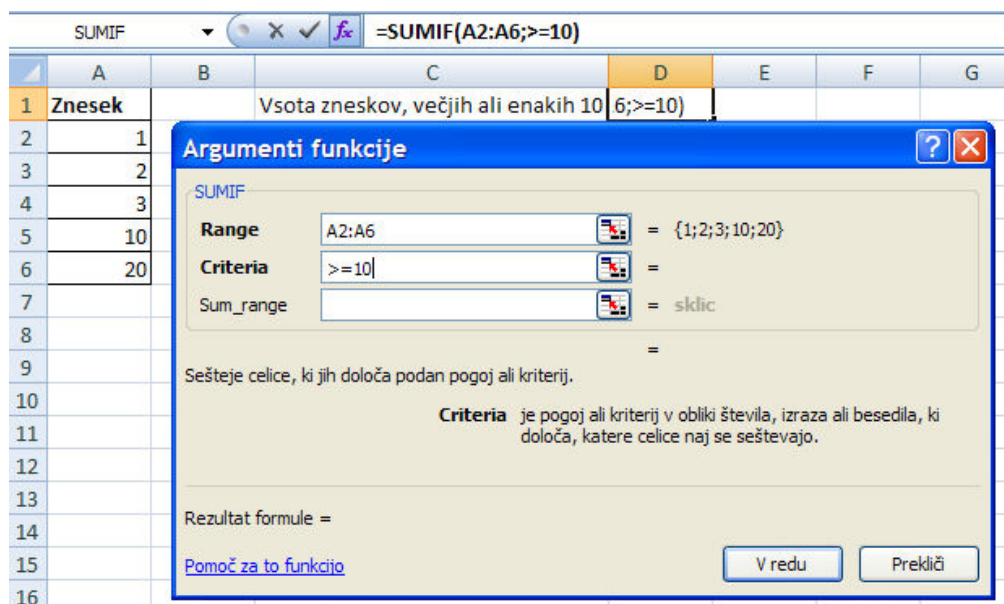 SUMIF fx =SUMIF(A2:A6;>=10)
A B C D E F G
1 Znesek Vsota zneskov, večjih ali enakih 10 6;>=10)
2 1
3 2
4 3
5 10
6 20
7
8
9
10
11
12
13
14
15
16
Argumenti funkcije ?
SUMIF
Range A2:A6 = {1;2;3;10;20}
Criteria >=10 =
Sum_range = sklic
=
Sešteje celice, ki jih določa podan pogoj ali kriterij.
Criteria je pogoj ali kriterij v obliki števila, izraza ali besedila, ki
določa, katere celice naj se seštevajo.
Rezultat formule =
Pomoč za to funkcijo V redu Prekliči